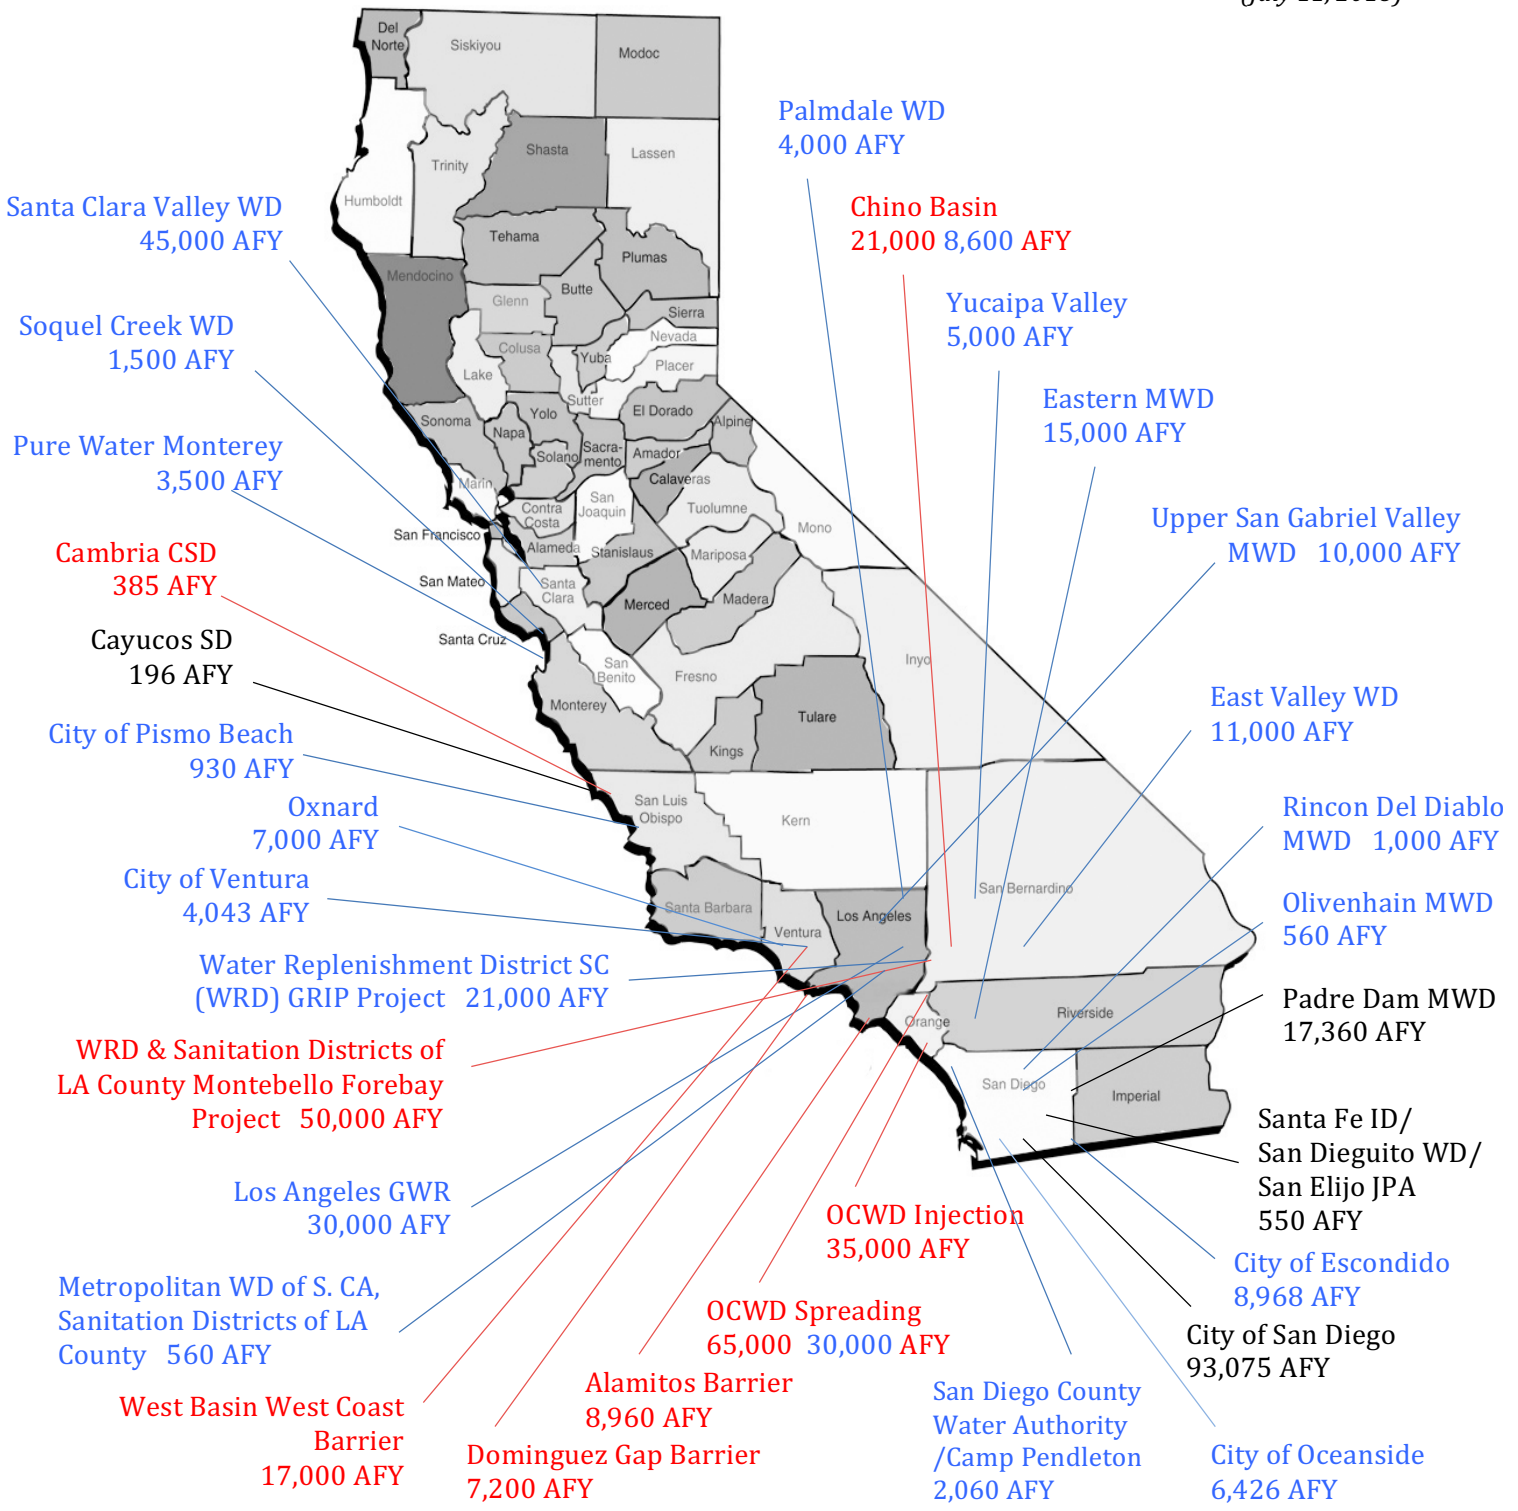 Del
Norte
Siskiyou
Modoc
Shasta
Lassen
Trinity
Humboldt
Tehama
Plumas
Mendocino
Butte
Glenn
Sierra
Nevada
Colusa
Yuba
Placer
Lake
Sutter
El Dorado
Yolo
Sonoma
Napa
Alpine
Sacra-
mento
Amador
Solano
Calaveras
Marin
San
Joaquin
Tuolumne
Contra
Costa
Mono
San Francisco
Alameda
Stanislaus
Mariposa
San Mateo
Santa
Clara
Merced
Madera
Santa Cruz
San
Benito
Fresno
Inyo
Monterey
Tulare
Kings
San Luis
Obispo
Kern
San Bernardino
Santa Barbara
Ventura
Los Angeles
Orange
Riverside
San Diego
Imperial
Palmdale WD
4,000 AFY
Santa Clara Valley WD
45,000 AFY
Chino Basin
21,000 8,600 AFY
Soquel Creek WD
1,500 AFY
Yucaipa Valley
5,000 AFY
Eastern MWD
15,000 AFY
Pure Water Monterey
3,500 AFY
Upper San Gabriel Valley
MWD 10,000 AFY
Cambria CSD
385 AFY
Cayucos SD
196 AFY
East Valley WD
11,000 AFY
City of Pismo Beach
930 AFY
Oxnard
7,000 AFY
Rincon Del Diablo
MWD 1,000 AFY
City of Ventura
4,043 AFY
Olivenhain MWD
560 AFY
Water Replenishment District SC
(WRD) GRIP Project 21,000 AFY
Padre Dam MWD
17,360 AFY
WRD & Sanitation Districts of
LA County Montebello Forebay
Project 50,000 AFY
Santa Fe ID/
San Dieguito WD/
San Elijo JPA
550 AFY
Los Angeles GWR
30,000 AFY
OCWD Injection
35,000 AFY
City of Escondido
8,968 AFY
Metropolitan WD of S. CA,
Sanitation Districts of LA
County 560 AFY
OCWD Spreading
65,000 30,000 AFY
City of San Diego
93,075 AFY
Alamitos Barrier
8,960 AFY
San Diego County
Water Authority
/Camp Pendleton
2,060 AFY
West Basin West Coast
Barrier
17,000 AFY
Dominguez Gap Barrier
7,200 AFY
City of Oceanside
6,426 AFY